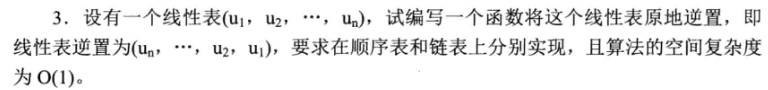 3．设有一个线性表(u₁，u₂，…，uₙ)，试编写一个函数将这个线性表原地逆置，即
线性表逆置为(uₙ，…，u₂，u₁)，要求在顺序表和链表上分别实现，且算法的空间复杂度
为 O(1)。